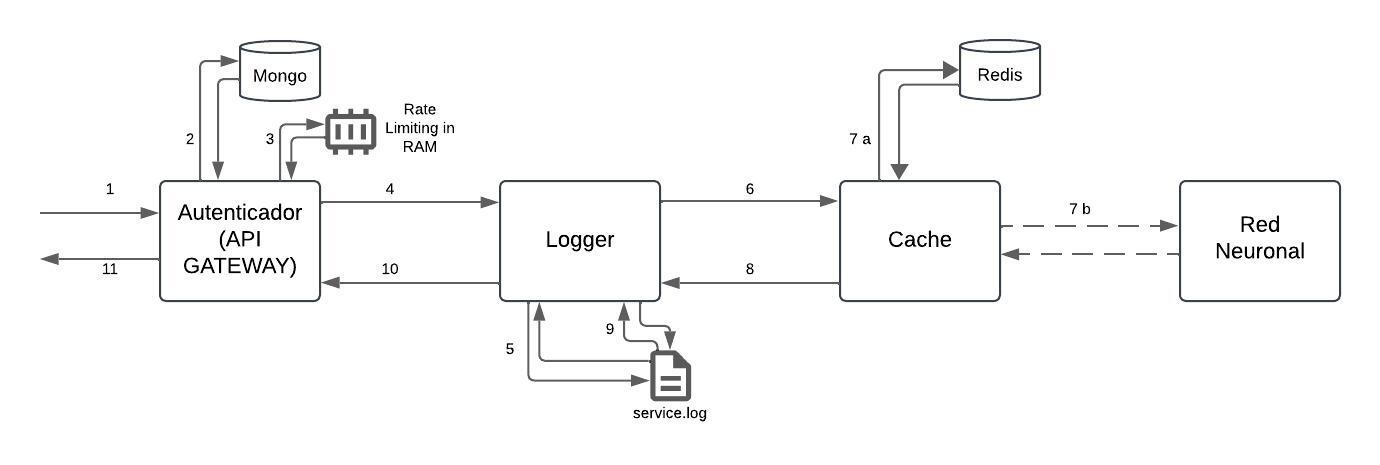 Mongo
Redis
Rate
Limiting in
RAM
2
3
7 a
1
4
6
7 b
Autenticador
(API
GATEWAY)
Logger
Cache
Red
Neuronal
11
10
8
5
9
service.log